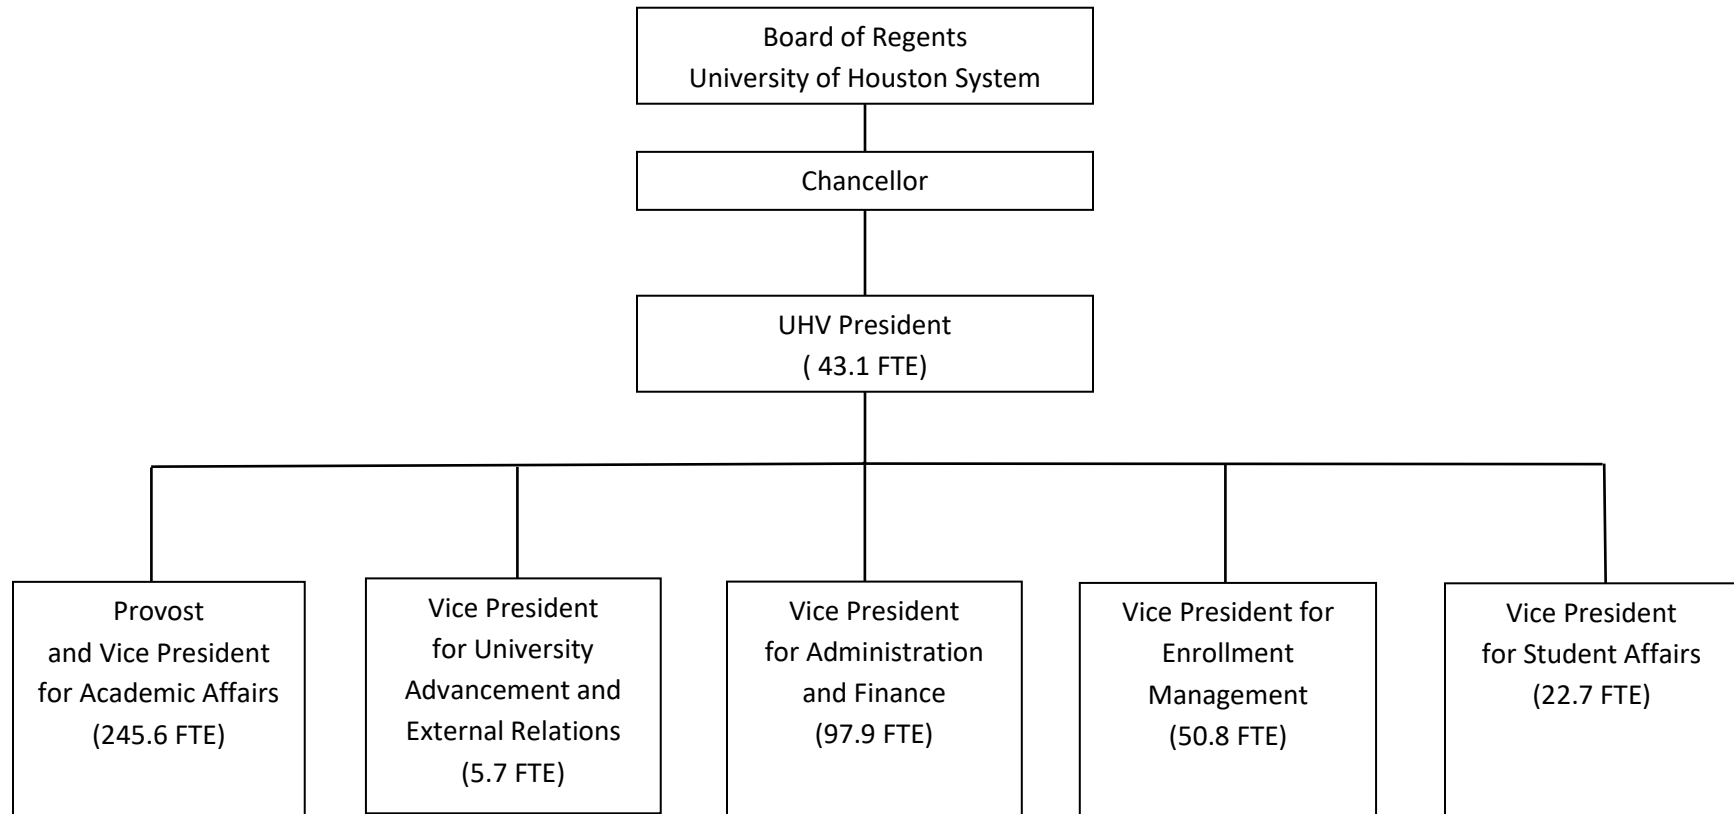 Board of Regents
University of Houston System
Chancellor
UHV President
( 43.1 FTE)
Provost
and Vice President
for Academic Affairs
(245.6 FTE)
Vice President
for University
Advancement and
External Relations
(5.7 FTE)
Vice President
for Administration
and Finance
(97.9 FTE)
Vice President for
Enrollment
Management
(50.8 FTE)
Vice President
for Student Affairs
(22.7 FTE)